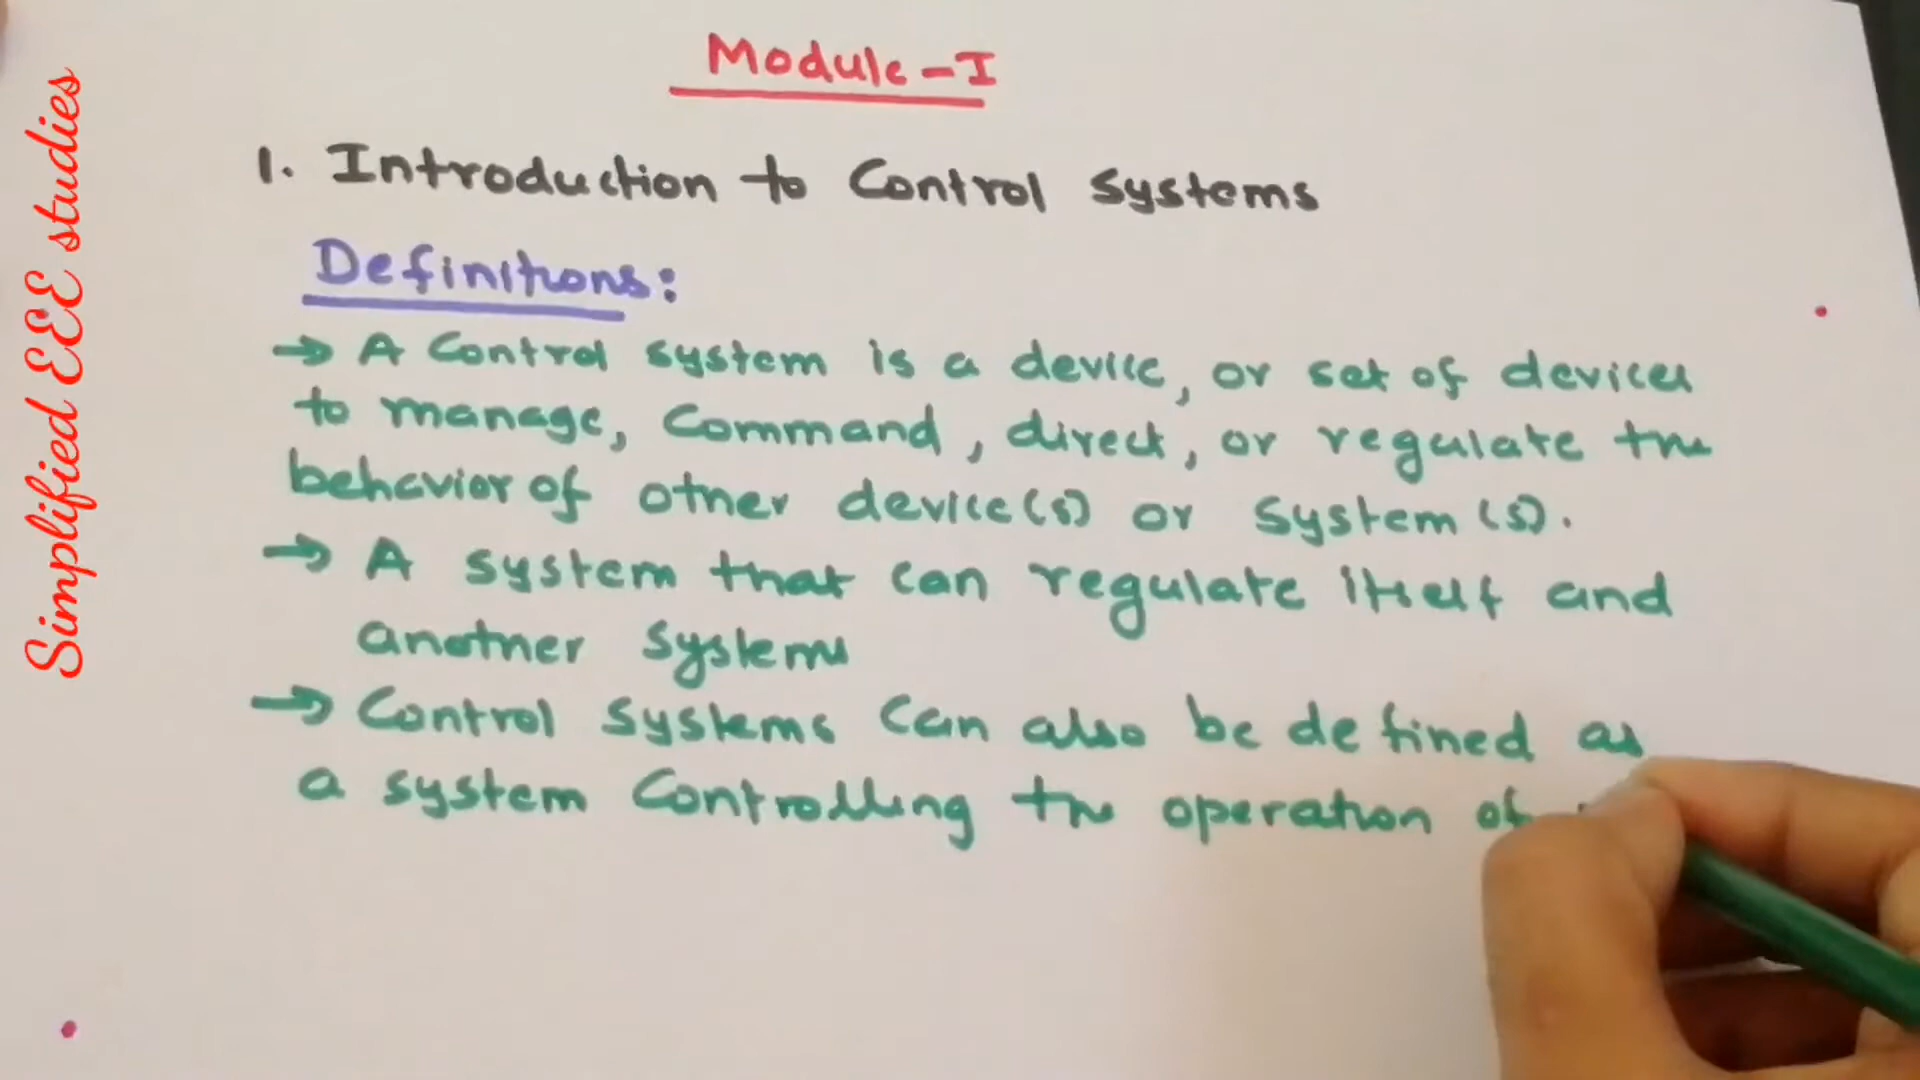 Module-I
1. Introduction to Control Systems
Definitions:
→ A Control system is a device, or set of devices
to manage, Command, direct, or regulate the
behavior of other device(s) or System(s).
→ A system that can regulate itself and
another systems
→ Control Systems Can also be defined as
a system Controlling the operation of
Simplified EEE studies